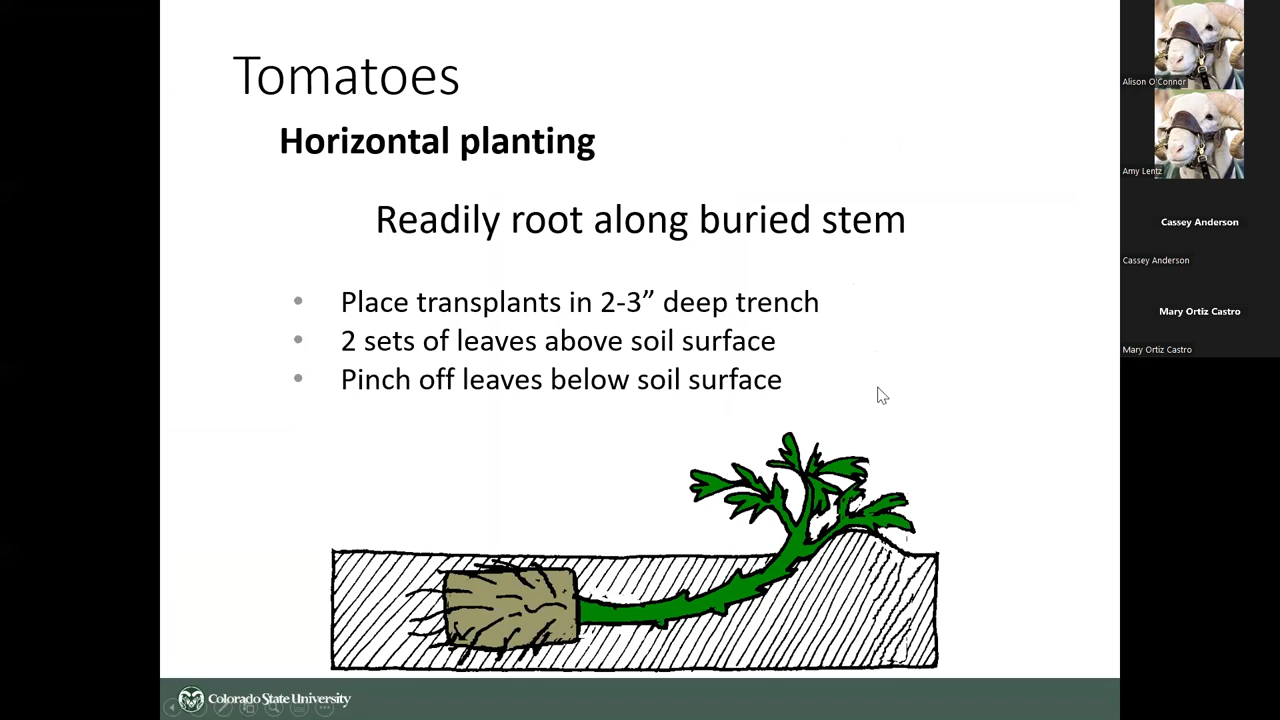 Tomatoes
Horizontal planting
Readily root along buried stem
• Place transplants in 2-3” deep trench
• 2 sets of leaves above soil surface
• Pinch off leaves below soil surface
Colorado State University
Alison O'Connor
Amy Lentz
Cassey Anderson
Cassey Anderson
Mary Ortiz Castro
Mary Ortiz Castro